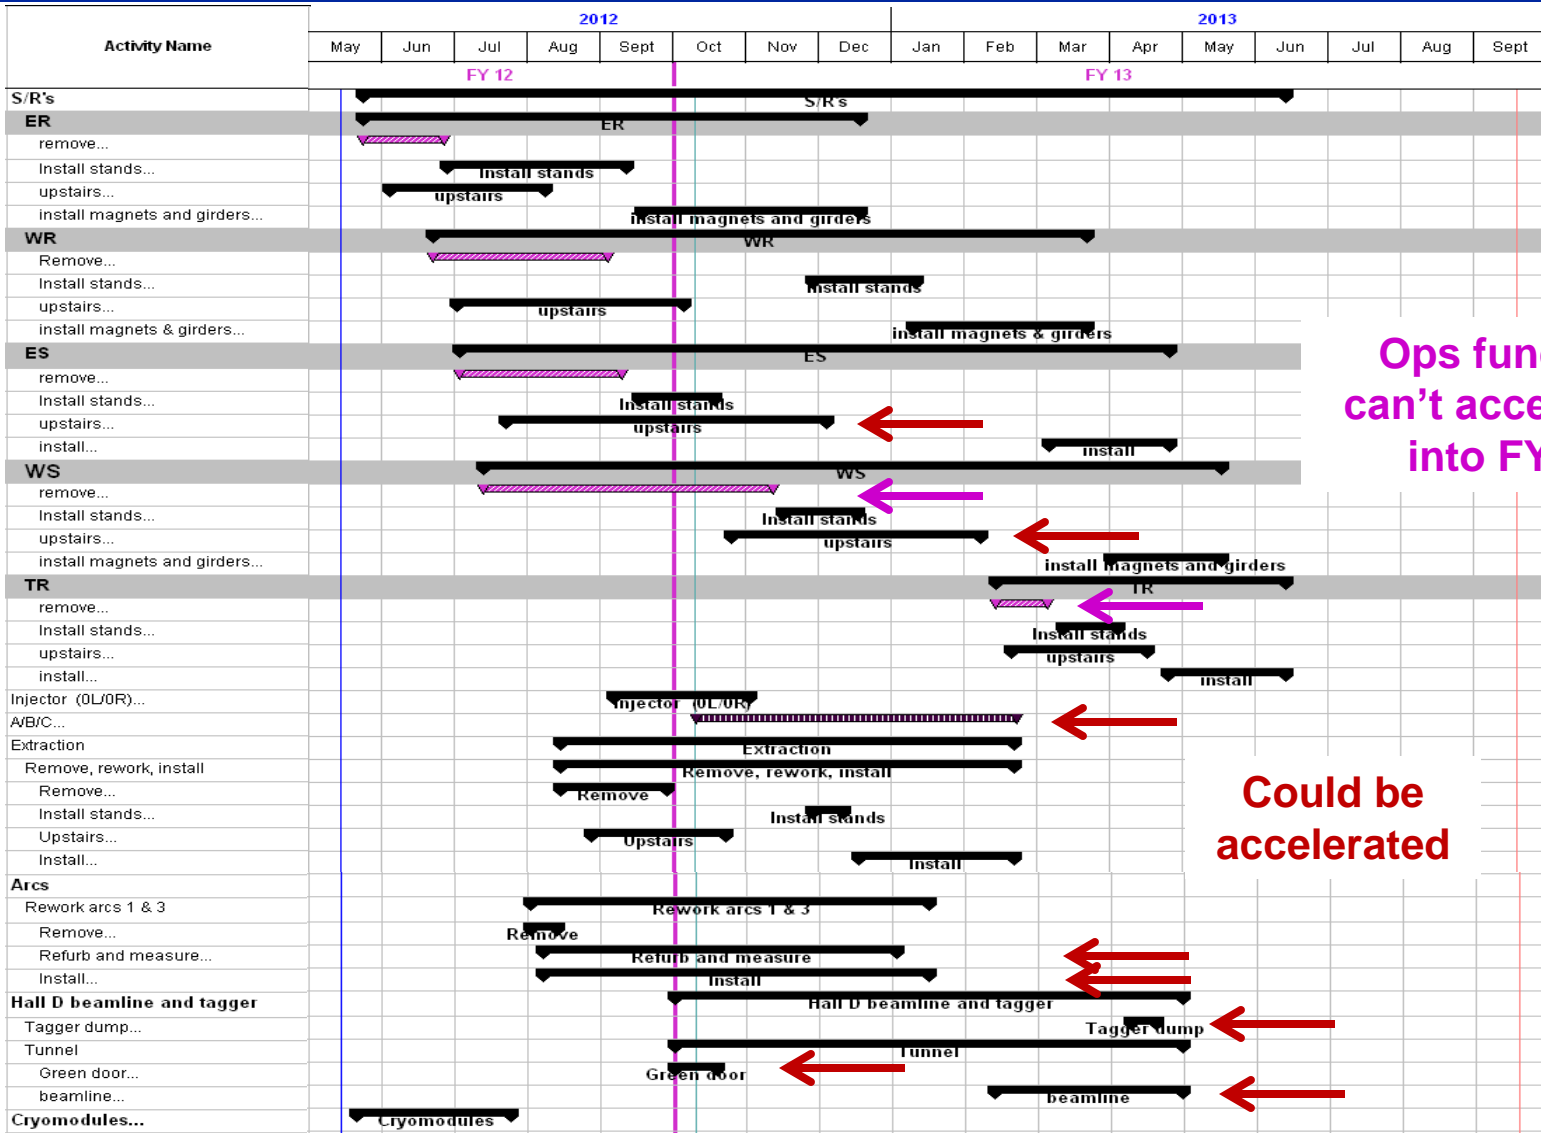 2012 2013
Activity Name May Jun Jul Aug Sept Oct Nov Dec Jan Feb Mar Apr May Jun Jul Aug Sept
FY 12 FY 13
S/R's S/R's
ER ER
remove...
Install stands... Install stands
upstairs... upstairs
install magnets and girders... install magnets and girders
WR WR
Remove...
Install stands... Install stands
upstairs... upstairs
install magnets & girders... install magnets & girders
ES ES
remove...
Install stands... Install stands
upstairs... upstairs
install... install
Ops
can't
into
WS WS
remove...
Install stands... Install stands
upstairs... upstairs
install magnets and girders... install magnets and girders
TR TR
remove...
Install stands... Install stands
upstairs... upstairs
install... install
Injector (0L/0R)... Injector (0L/0R)
A/B/C...
Extraction Extraction
Remove, rework, install Remove, rework, install
Remove... Remove
Install stands... Install stands
Upstairs... Upstairs
Install... Install
Could be
accelerated
Arcs
Rework arcs 1 & 3 Rework arcs 1 & 3
Remove... Remove
Refurb and measure... Refurb and measure
Install... Install
Hall D beamline and tagger Hall D beamline and tagger
Tagger dump... Tagger dump
Tunnel Tunnel
Green door... Green door
beamline... beamline
Cryomodules... Cryomodules